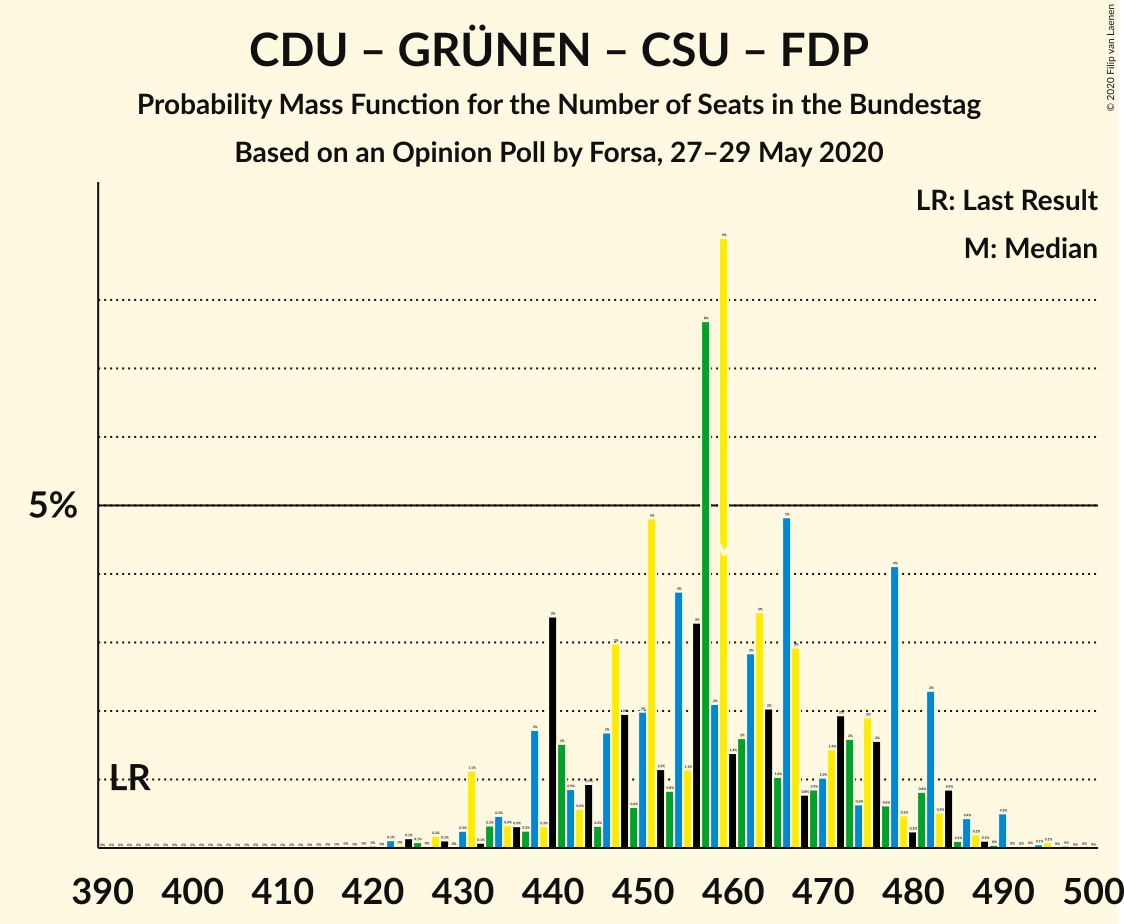 CDU – GRÜNEN – CSU – FDP
Probability Mass Function for the Number of Seats in the Bundestag
Based on an Opinion Poll by Forsa, 27–29 May 2020
© 2020 Filip van Laenen
LR: Last Result
M: Median
5%
LR
M
390 400 410 420 430 440 450 460 470 480 490 500